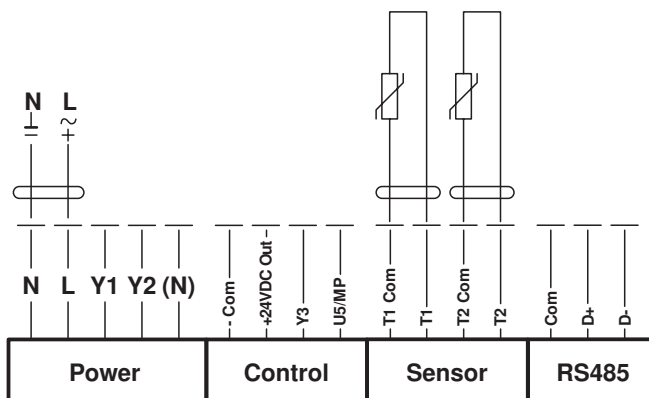 N L
N L Y1 Y2 (N)
- Com
+24VDC Out -
Y3
U5/MP
T1 Com
T1
T2 Com
T2
Com
D+
D-
Power Control Sensor RS485